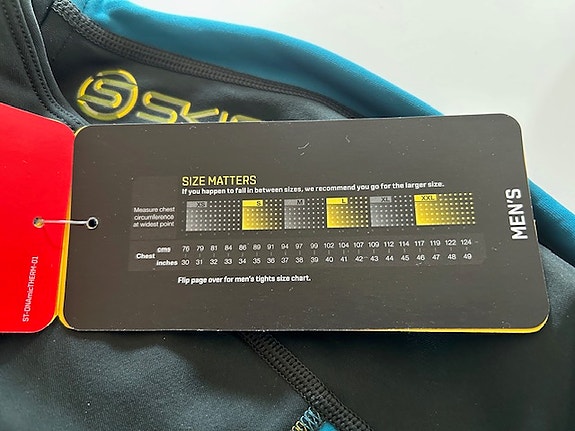 SKINS
SIZE MATTERS
If you happen to fall in between sizes, we recommend you go for the larger size.
Measure chest
circumference
at widest point
XS S M L XL XXL
Chest
cms 76 79 81 84 86 89 91 94 97 99 102 104 107 109 112 114 117 119 122 124
inches 30 31 32 33 34 35 36 37 38 39 40 41 42 43 44 45 46 47 48 49
Flip page over for men's tights size chart.
MEN'S
ST-DNAmicTHERM-01